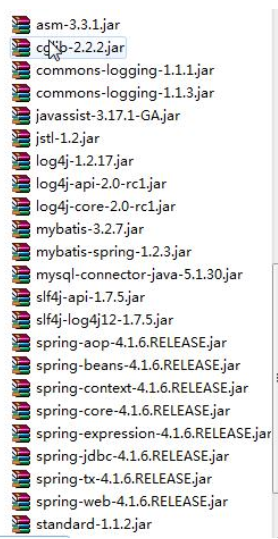 asm-3.3.1.jar
cglib-2.2.2.jar
commons-logging-1.1.1.jar
commons-logging-1.1.3.jar
javassist-3.17.1-GA.jar
jstl-1.2.jar
log4j-1.2.17.jar
log4j-api-2.0-rc1.jar
log4j-core-2.0-rc1.jar
mybatis-3.2.7.jar
mybatis-spring-1.2.3.jar
mysql-connector-java-5.1.30.jar
slf4j-api-1.7.5.jar
slf4j-log4j12-1.7.5.jar
spring-aop-4.1.6.RELEASE.jar
spring-beans-4.1.6.RELEASE.jar
spring-context-4.1.6.RELEASE.jar
spring-core-4.1.6.RELEASE.jar
spring-expression-4.1.6.RELEASE.jar
spring-jdbc-4.1.6.RELEASE.jar
spring-tx-4.1.6.RELEASE.jar
spring-web-4.1.6.RELEASE.jar
standard-1.1.2.jar